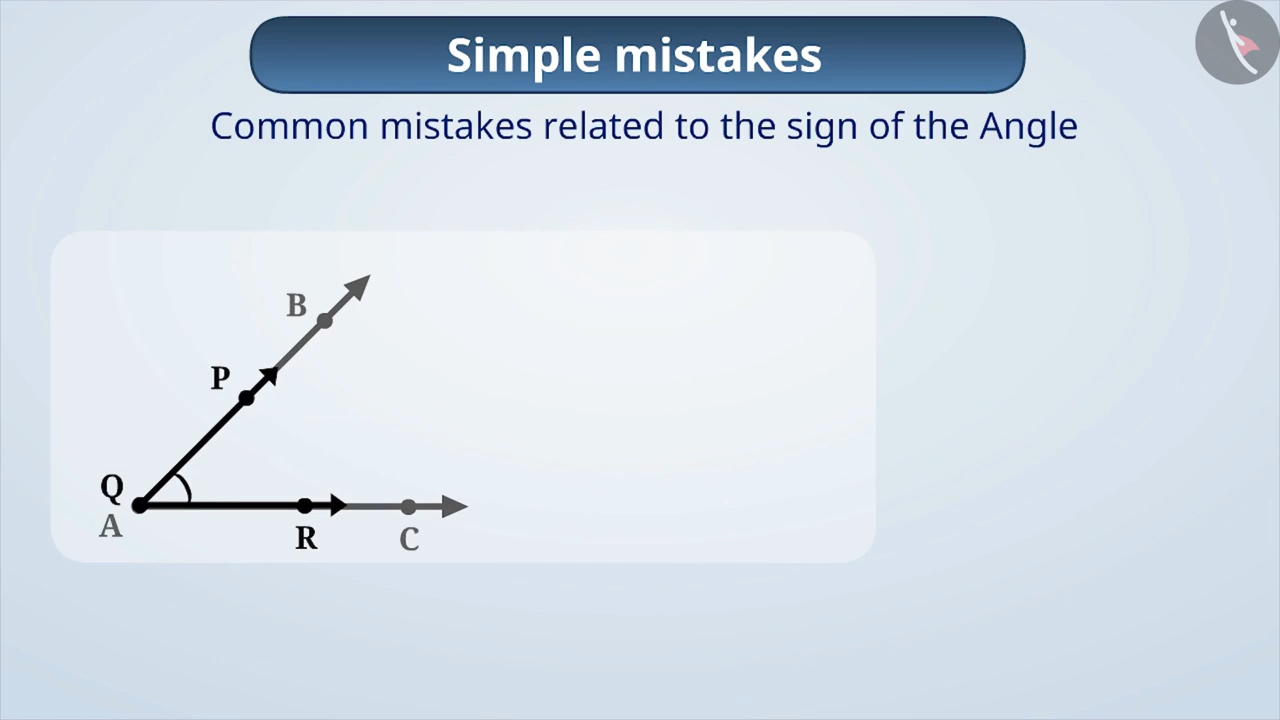 Simple mistakes
Common mistakes related to the sign of the Angle
B
P
Q
A
R
C